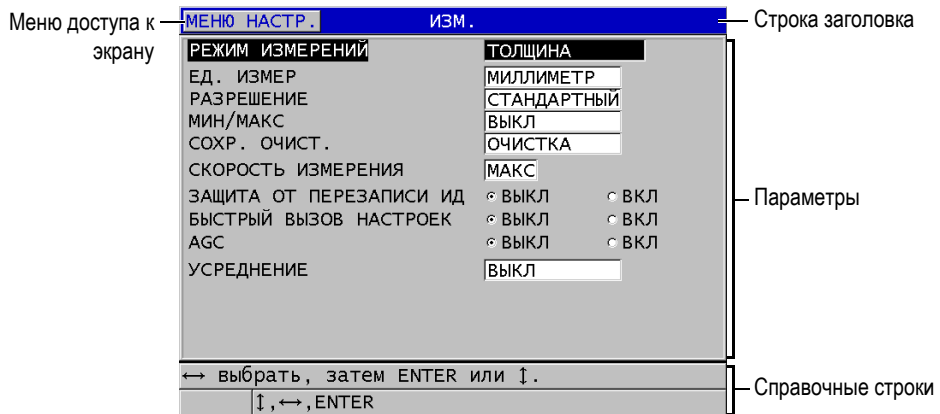 Меню доступа к
экрану
МЕНЮ НАСТР. ИЗМ.
Строка заголовка
РЕЖИМ ИЗМЕРЕНИЙ ТОЛЩИНА
ЕД. ИЗМЕР МИЛЛИМЕТР
РАЗРЕШЕНИЕ СТАНДАРТНЫЙ
МИН/МАКС ВЫКЛ
СОХР. ОЧИСТ. ОЧИСТКА
СКОРОСТЬ ИЗМЕРЕНИЯ МАКС
ЗАЩИТА ОТ ПЕРЕЗАПИСИ ИД ВЫКЛ ВКЛ
БЫСТРЫЙ ВЫЗОВ НАСТРОЕК ВЫКЛ ВКЛ
AGC ВЫКЛ ВКЛ
УСРЕДНЕНИЕ ВЫКЛ
Параметры
↔ выбрать, затем ENTER или ↕.
↕,↔,ENTER
Справочные строки